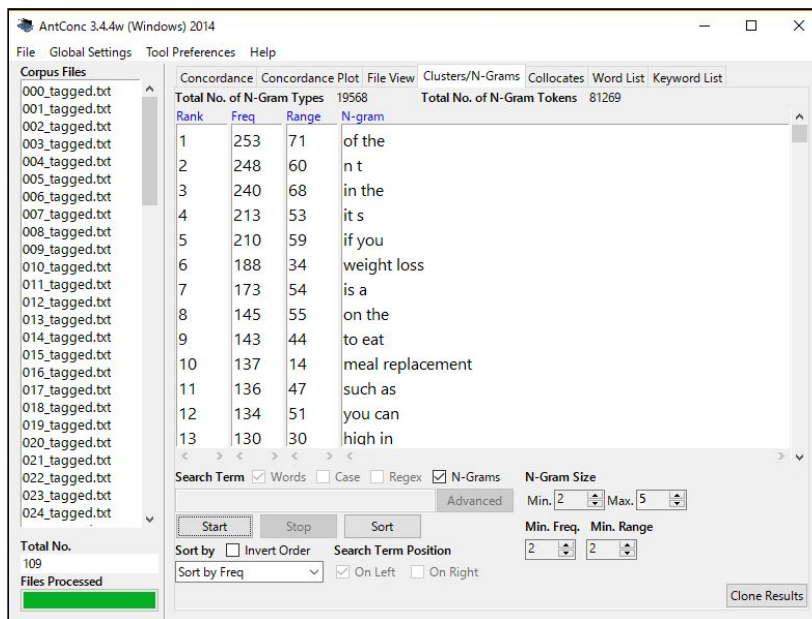 AntConc 3.4.4w (Windows) 2014
File Global Settings Tool Preferences Help
Corpus Files
000_tagged.txt
001_tagged.txt
002_tagged.txt
003_tagged.txt
004_tagged.txt
005_tagged.txt
006_tagged.txt
007_tagged.txt
008_tagged.txt
009_tagged.txt
010_tagged.txt
011_tagged.txt
012_tagged.txt
013_tagged.txt
014_tagged.txt
015_tagged.txt
016_tagged.txt
017_tagged.txt
018_tagged.txt
019_tagged.txt
020_tagged.txt
021_tagged.txt
022_tagged.txt
023_tagged.txt
024_tagged.txt
Total No.
109
Files Processed
Concordance Concordance Plot File View Clusters/N-Grams Collocates Word List Keyword List
Total No. of N-Gram Types 19568 Total No. of N-Gram Tokens 81269
Rank Freq Range N-gram
1 253 71 of the
2 248 60 n t
3 240 68 in the
4 213 53 it s
5 210 59 if you
6 188 34 weight loss
7 173 54 is a
8 145 55 on the
9 143 44 to eat
10 137 14 meal replacement
11 136 47 such as
12 134 51 you can
13 130 30 high in
Search Term Words Case Regex N-Grams N-Gram Size
Advanced Min. 2 Max. 5
Start Stop Sort Min. Freq. Min. Range
2 2
Sort by Invert Order Search Term Position
Sort by Freq On Left On Right
Clone Results